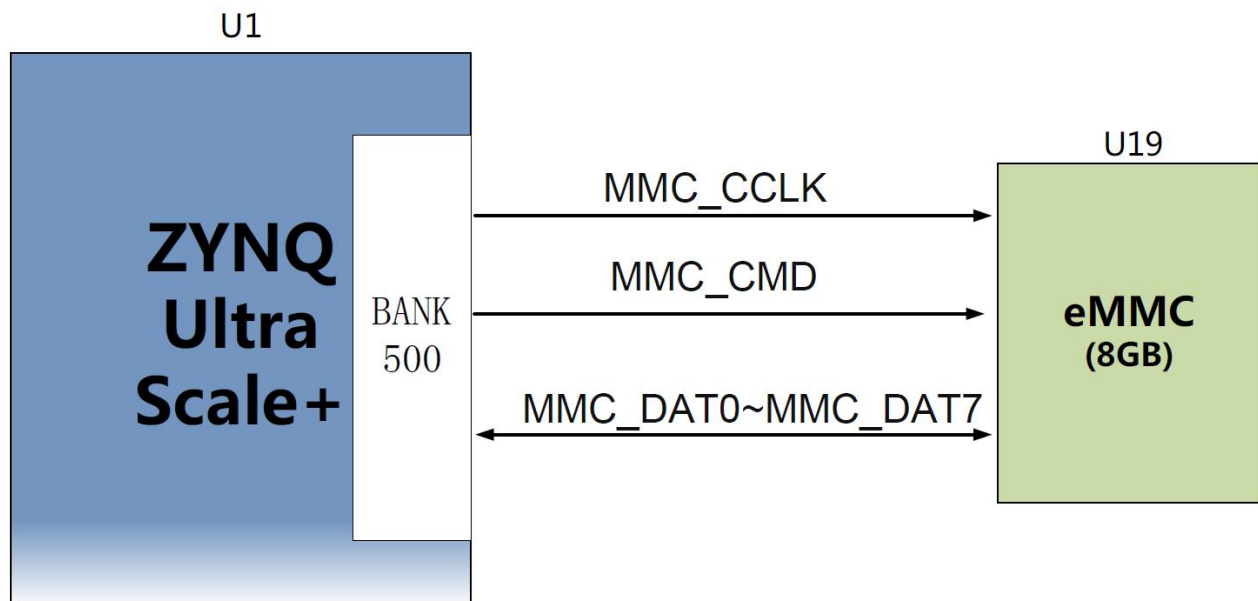 U1
ZYNQ
Ultra
Scale+
BANK
500
MMC_CCLK
MMC_CMD
MMC_DAT0~MMC_DAT7
U19
eMMC
(8GB)